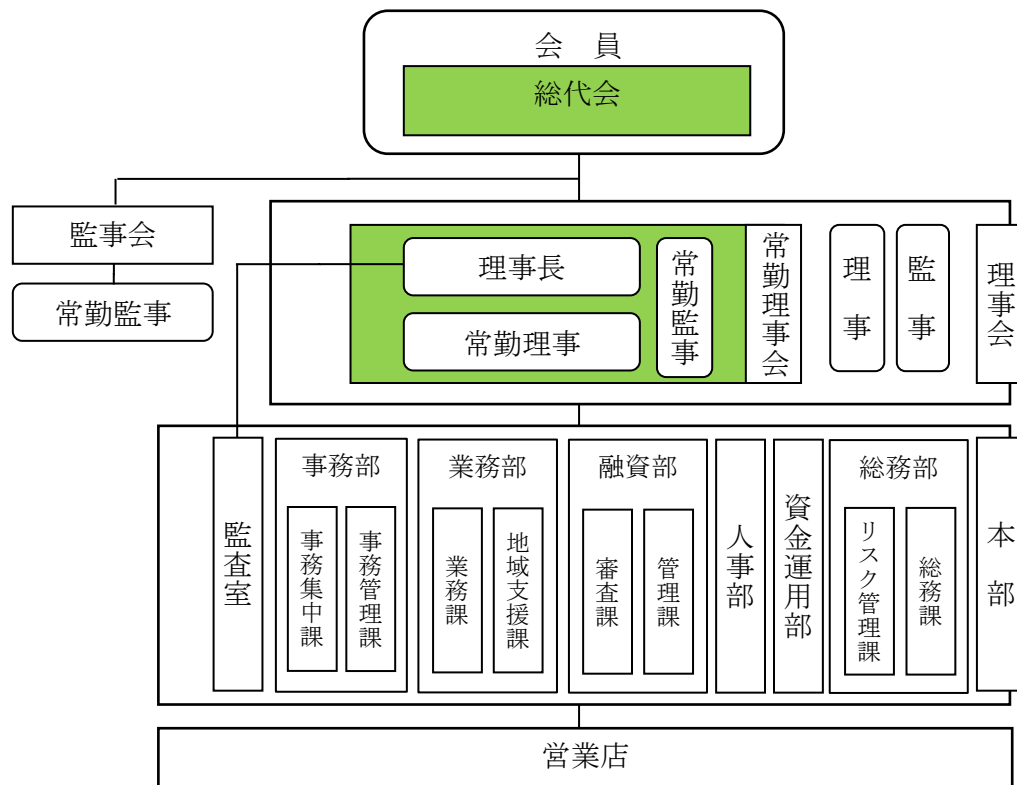 会　員
総代会
監事会
常勤監事
理事長
常勤理事
常勤監事
常勤理事会
理　事
監　事
理事会
監査室
事務部
事務集中課
事務管理課
業務部
業務課
地域支援課
融資部
審査課
管理課
人事部
資金運用部
総務部
リスク管理課
総務課
本　部
営業店